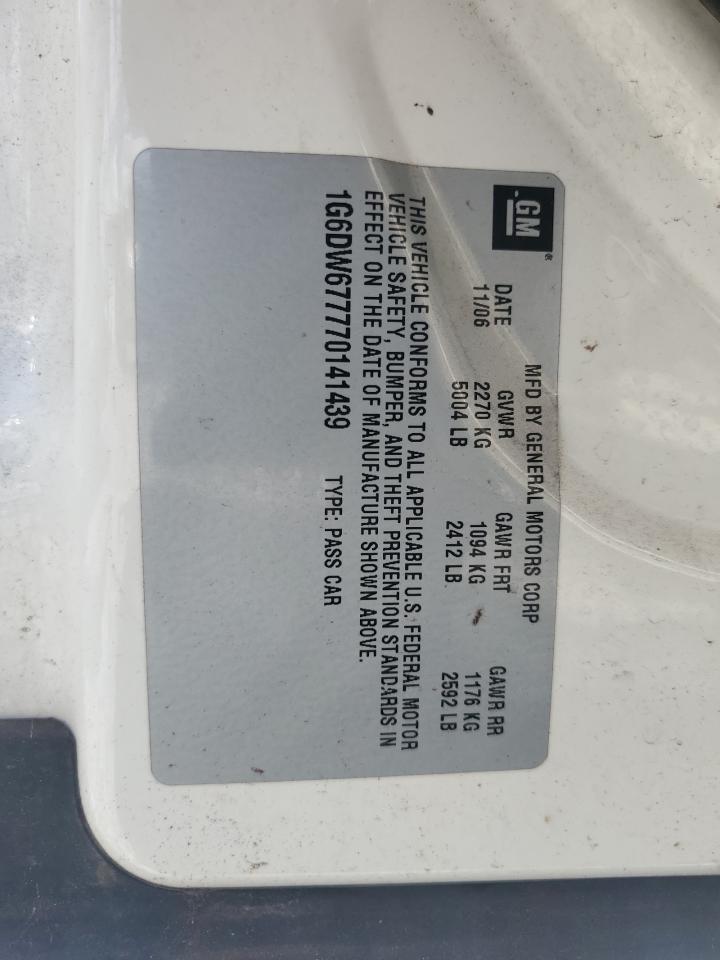 GM®
MFD BY GENERAL MOTORS CORP
DATE GVWR GAWR FRT GAWR RR
11/06 2270 KG 1094 KG 1176 KG
5004 LB 2412 LB 2592 LB
THIS VEHICLE CONFORMS TO ALL APPLICABLE U.S. FEDERAL MOTOR
VEHICLE SAFETY, BUMPER, AND THEFT PREVENTION STANDARDS IN
EFFECT ON THE DATE OF MANUFACTURE SHOWN ABOVE.
1G6DW677770141439 TYPE: PASS CAR